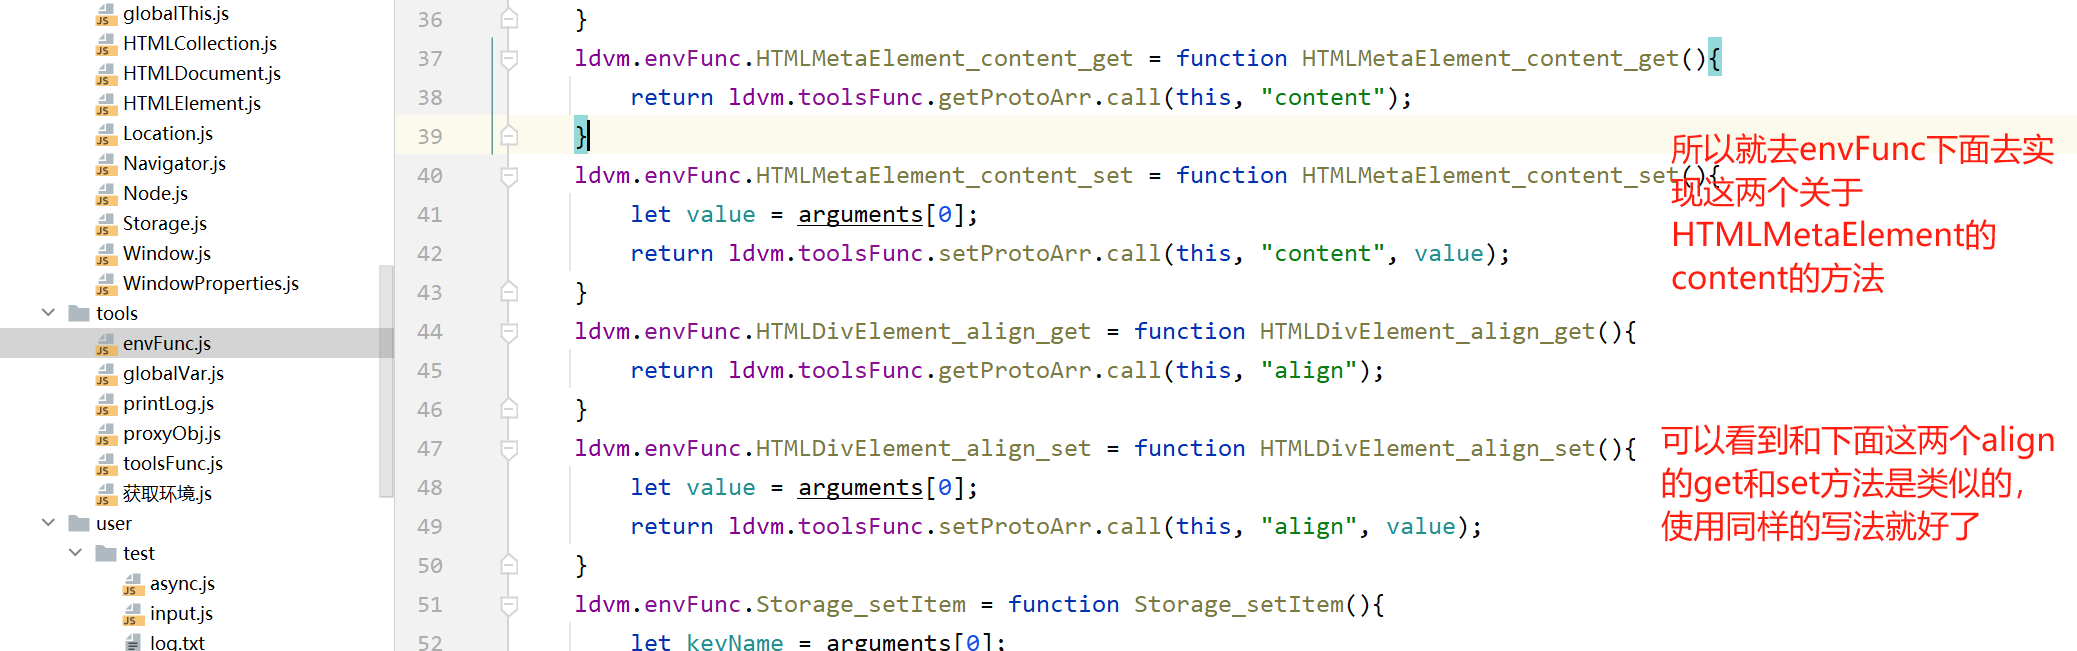 globalThis.js
HTMLCollection.js
HTMLDocument.js
HTMLElement.js
Location.js
Navigator.js
Node.js
Storage.js
Window.js
WindowProperties.js
tools
envFunc.js
globalVar.js
printLog.js
proxyObj.js
toolsFunc.js
获取环境.js
user
test
async.js
input.js
log.txt
36 }
37 ldvm.envFunc.HTMLMetaElement_content_get = function HTMLMetaElement_content_get(){
38 return ldvm.toolsFunc.getProtoArr.call(this, "content");
39 }
40 ldvm.envFunc.HTMLMetaElement_content_set = function HTMLMetaElement_content_set(){
41 let value = arguments[0];
42 return ldvm.toolsFunc.setProtoArr.call(this, "content", value);
43 }
44 ldvm.envFunc.HTMLDivElement_align_get = function HTMLDivElement_align_get(){
45 return ldvm.toolsFunc.getProtoArr.call(this, "align");
46 }
47 ldvm.envFunc.HTMLDivElement_align_set = function HTMLDivElement_align_set(){
48 let value = arguments[0];
49 return ldvm.toolsFunc.setProtoArr.call(this, "align", value);
50 }
51 ldvm.envFunc.Storage_setItem = function Storage_setItem(){
52 let keyName = arguments[0];
所以就去envFunc下面去实
现这两个关于
HTMLMetaElement的
content的方法
可以看到和下面这两个align
的get和set方法是类似的，
使用同样的写法就好了